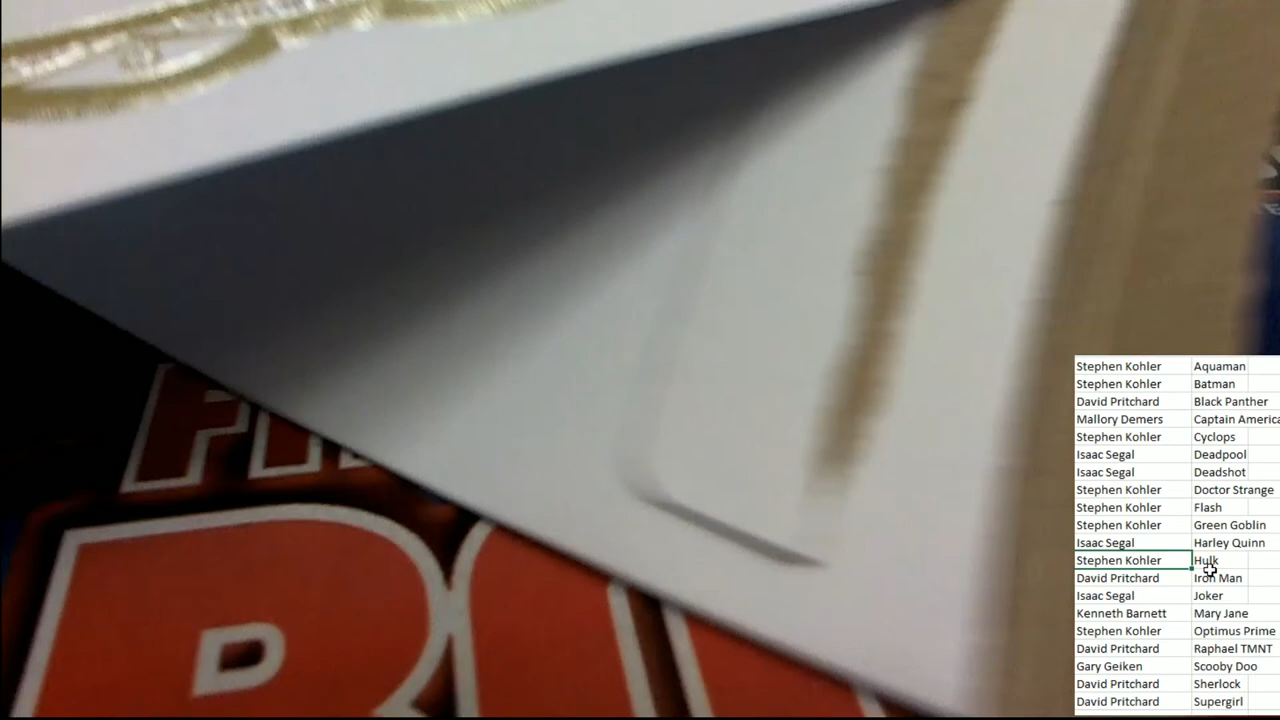 Stephen Kohler Aquaman
Stephen Kohler Batman
David Pritchard Black Panther
Mallory Demers Captain America
Stephen Kohler Cyclops
Isaac Segal Deadpool
Isaac Segal Deadshot
Stephen Kohler Doctor Strange
Stephen Kohler Flash
Stephen Kohler Green Goblin
Isaac Segal Harley Quinn
Stephen Kohler Hulk
David Pritchard Iron Man
Isaac Segal Joker
Kenneth Barnett Mary Jane
Stephen Kohler Optimus Prime
David Pritchard Raphael TMNT
Gary Geiken Scooby Doo
David Pritchard Sherlock
David Pritchard Supergirl